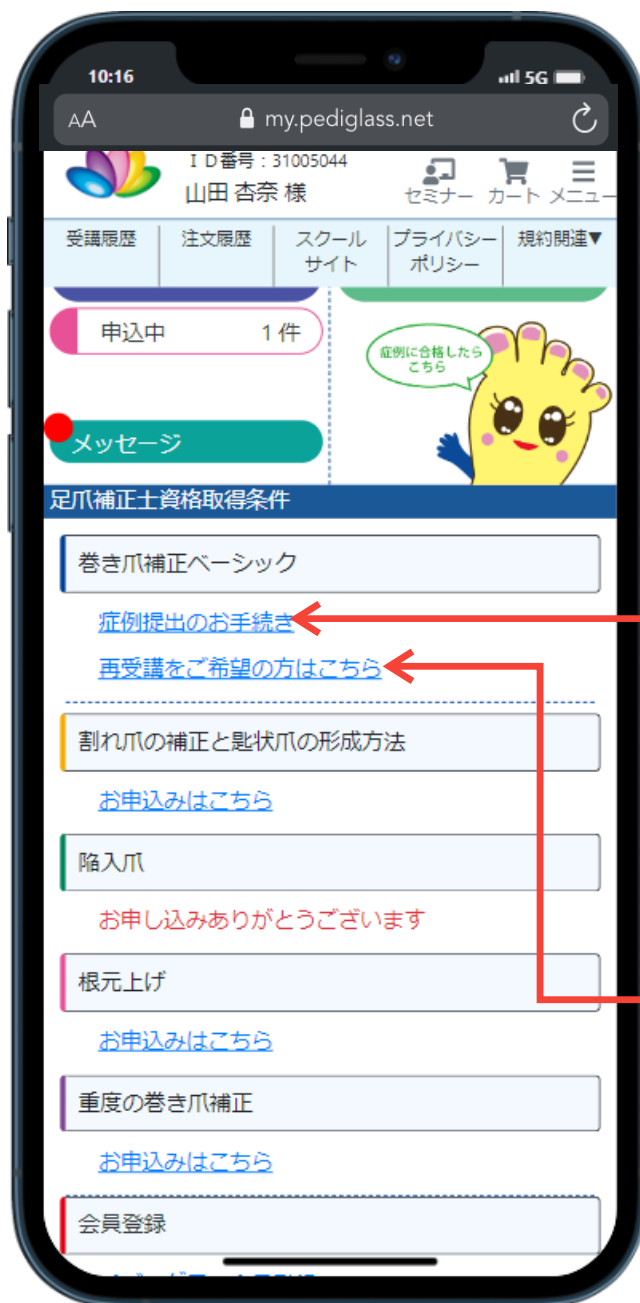 10:16
5G
AA my.pediglass.net
ID番号：31005044
山田 杏奈 様
セミナー カート メニュー
受講履歴
注文履歴
スクール
サイト
プライバシー
ポリシー
規約関連▼
申込中 1 件
症例に合格したら
こちら
メッセージ
足爪補正士資格取得条件
巻き爪補正ベーシック
症例提出のお手続き
再受講をご希望の方はこちら
割れ爪の補正と匙状爪の形成方法
お申込みはこちら
陥入爪
お申し込みありがとうございます
根元上げ
お申込みはこちら
重度の巻き爪補正
お申込みはこちら
会員登録